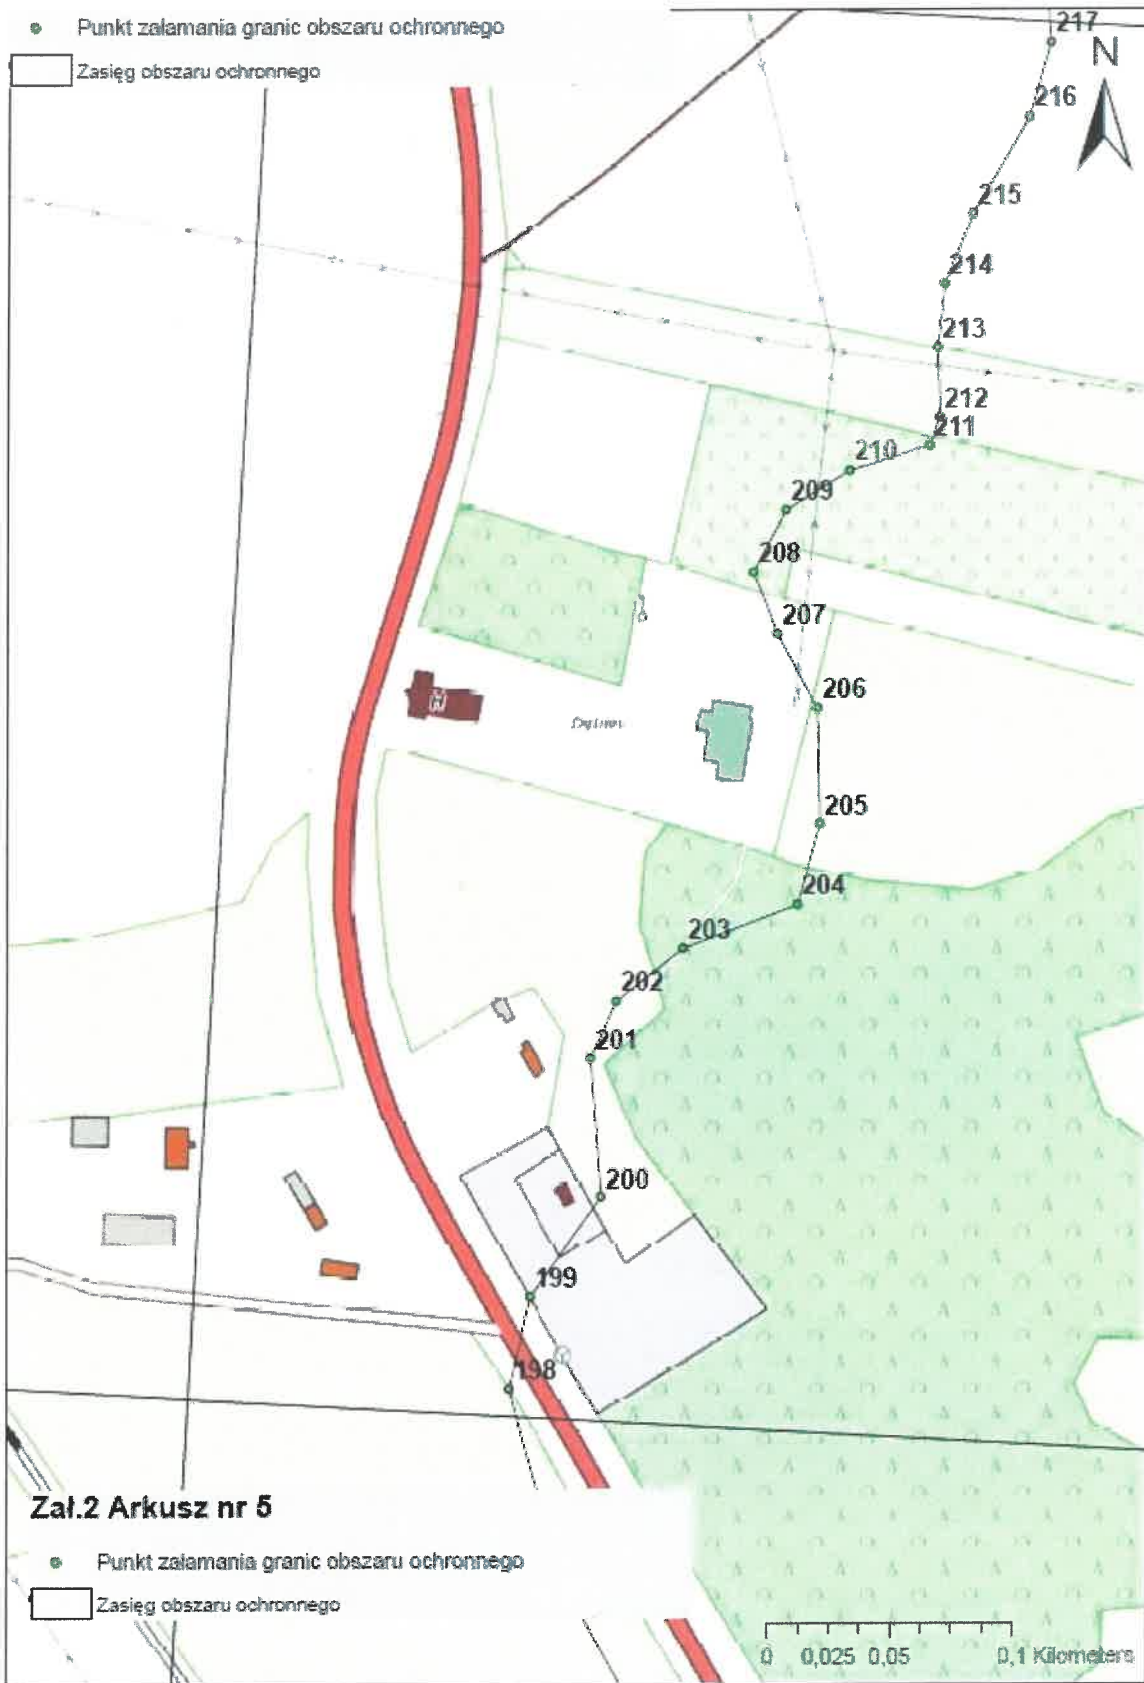 Punkt załamania granic obszaru ochronnego
Zasięg obszaru ochronnego
217
N
216
215
214
213
212
211
210
209
208
207
206
205
204
203
202
201
200
199
198
H
Zał.2 Arkusz nr 5
Punkt załamania granic obszaru ochronnego
Zasięg obszaru ochronnego
0 0,025 0,05 0,1 Kilometers